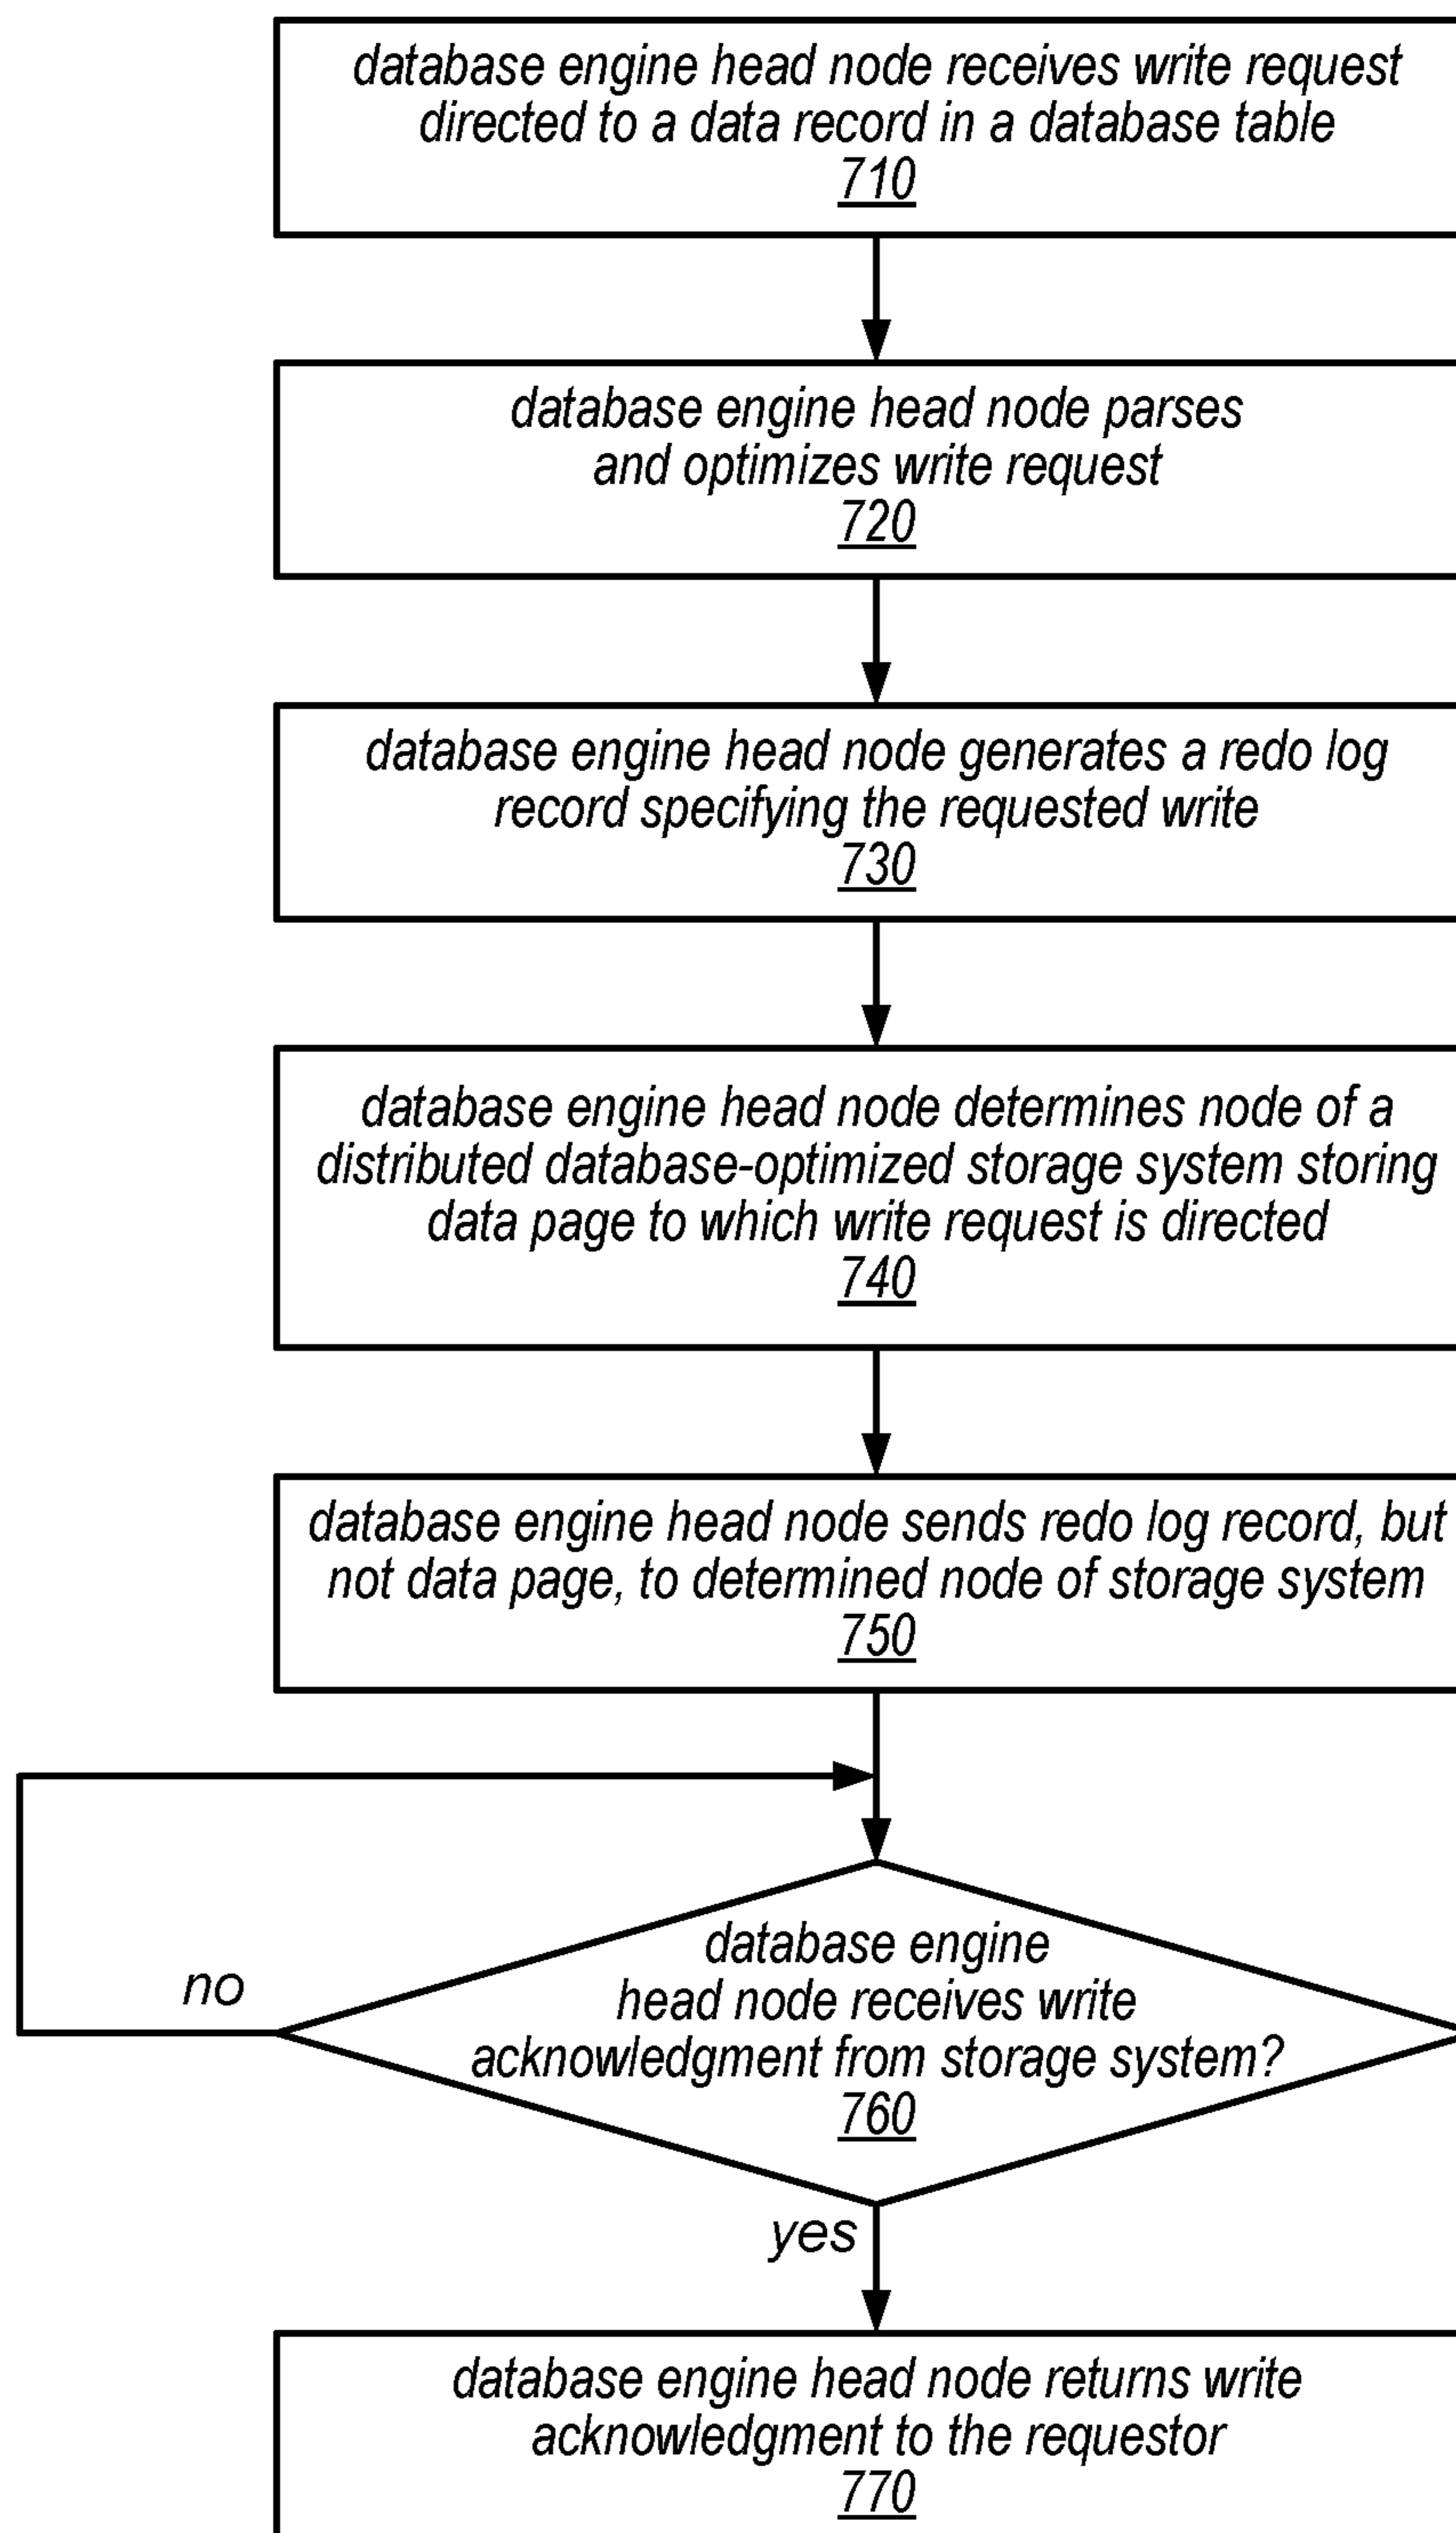 database engine head node receives write request
directed to a data record in a database table
710
database engine head node parses
and optimizes write request
720
database engine head node generates a redo log
record specifying the requested write
730
database engine head node determines node of a
distributed database-optimized storage system storing
data page to which write request is directed
740
database engine head node sends redo log record, but
not data page, to determined node of storage system
750
database engine
head node receives write
acknowledgment from storage system?
760
no
yes
database engine head node returns write
acknowledgment to the requestor
770